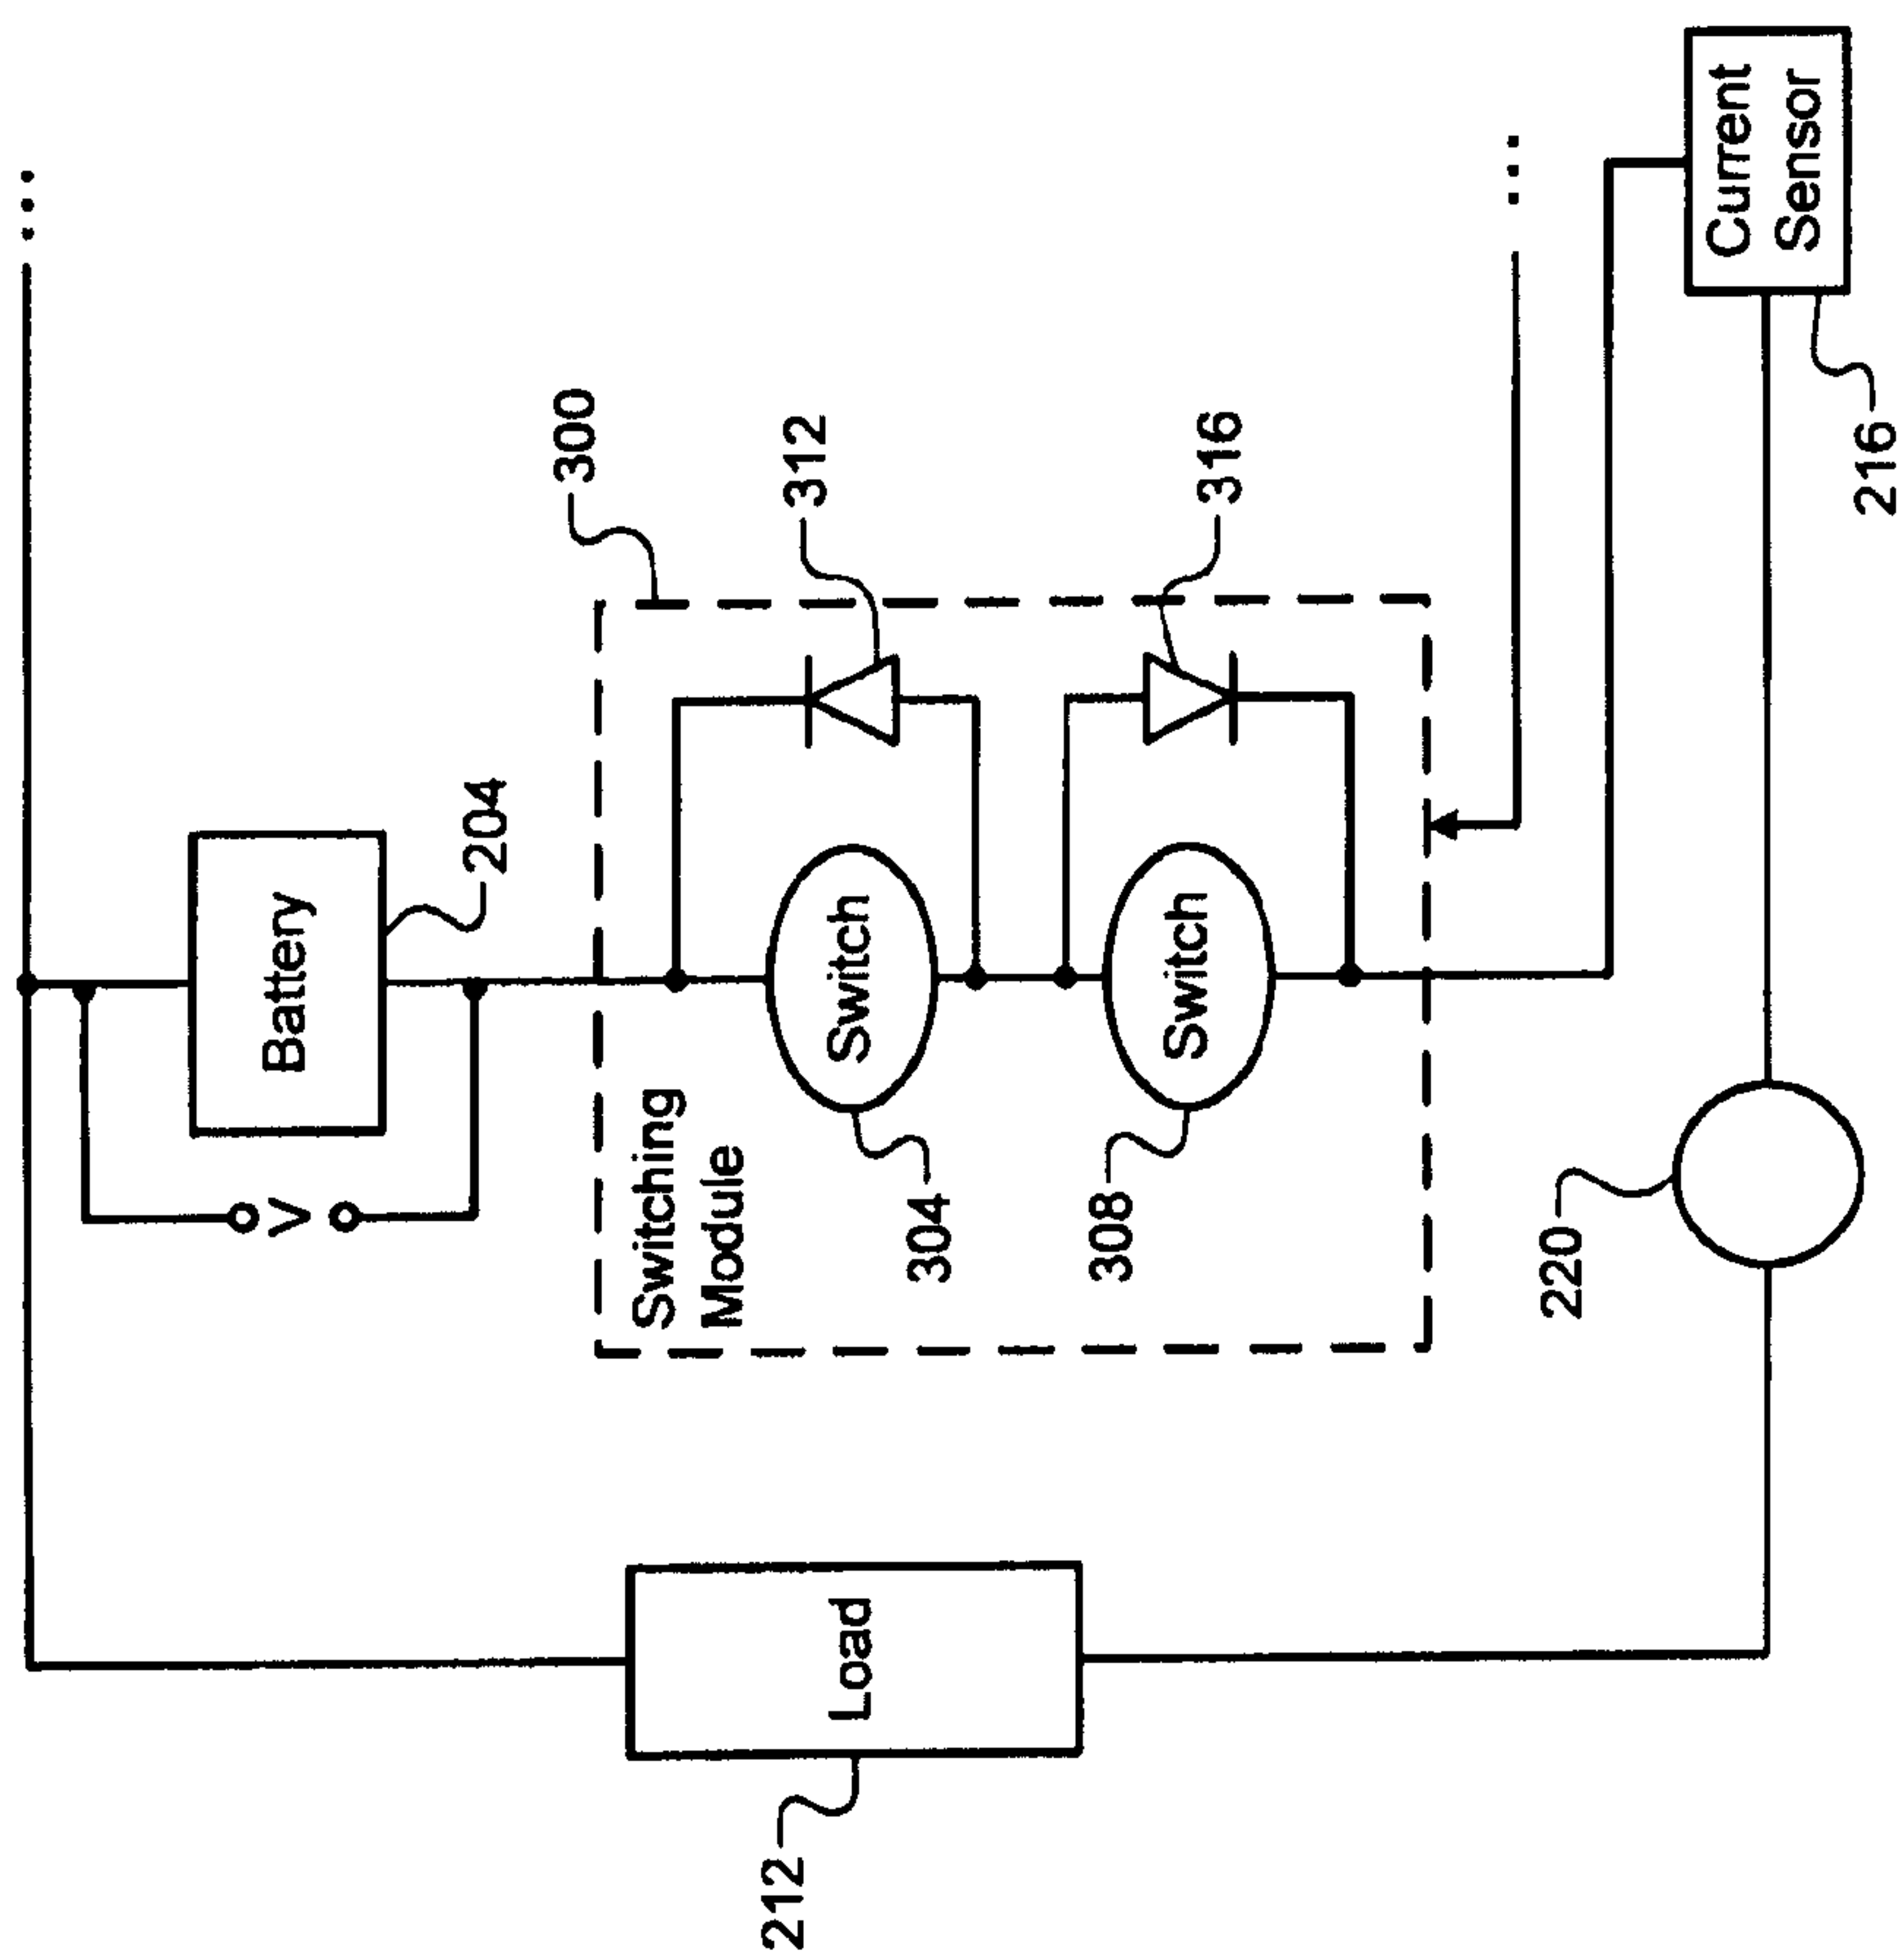 ...
Battery
204
V
300
Switching
Module
Switch
304
312
Switch
308
316
Load
212
...
220
Current
Sensor
216